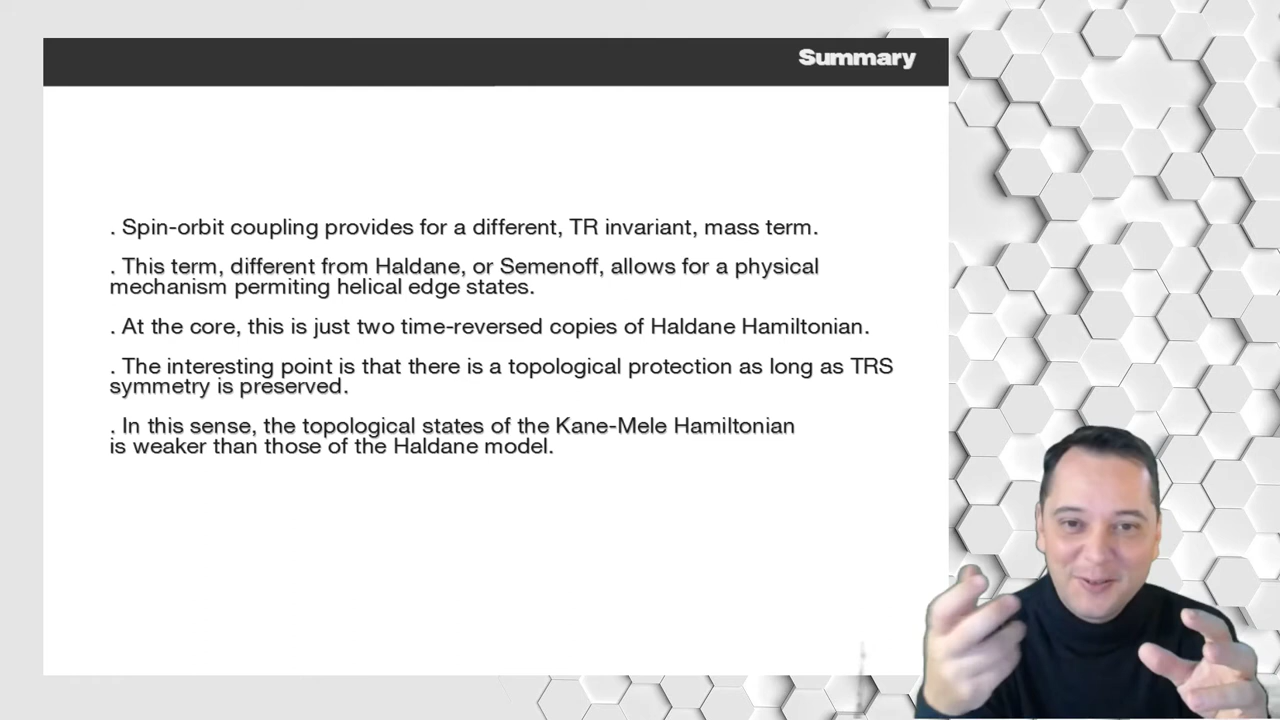 Summary
. Spin-orbit coupling provides for a different, TR invariant, mass term.
. This term, different from Haldane, or Semenoff, allows for a physical
mechanism permiting helical edge states.
. At the core, this is just two time-reversed copies of Haldane Hamiltonian.
. The interesting point is that there is a topological protection as long as TRS
symmetry is preserved.
. In this sense, the topological states of the Kane-Mele Hamiltonian
is weaker than those of the Haldane model.